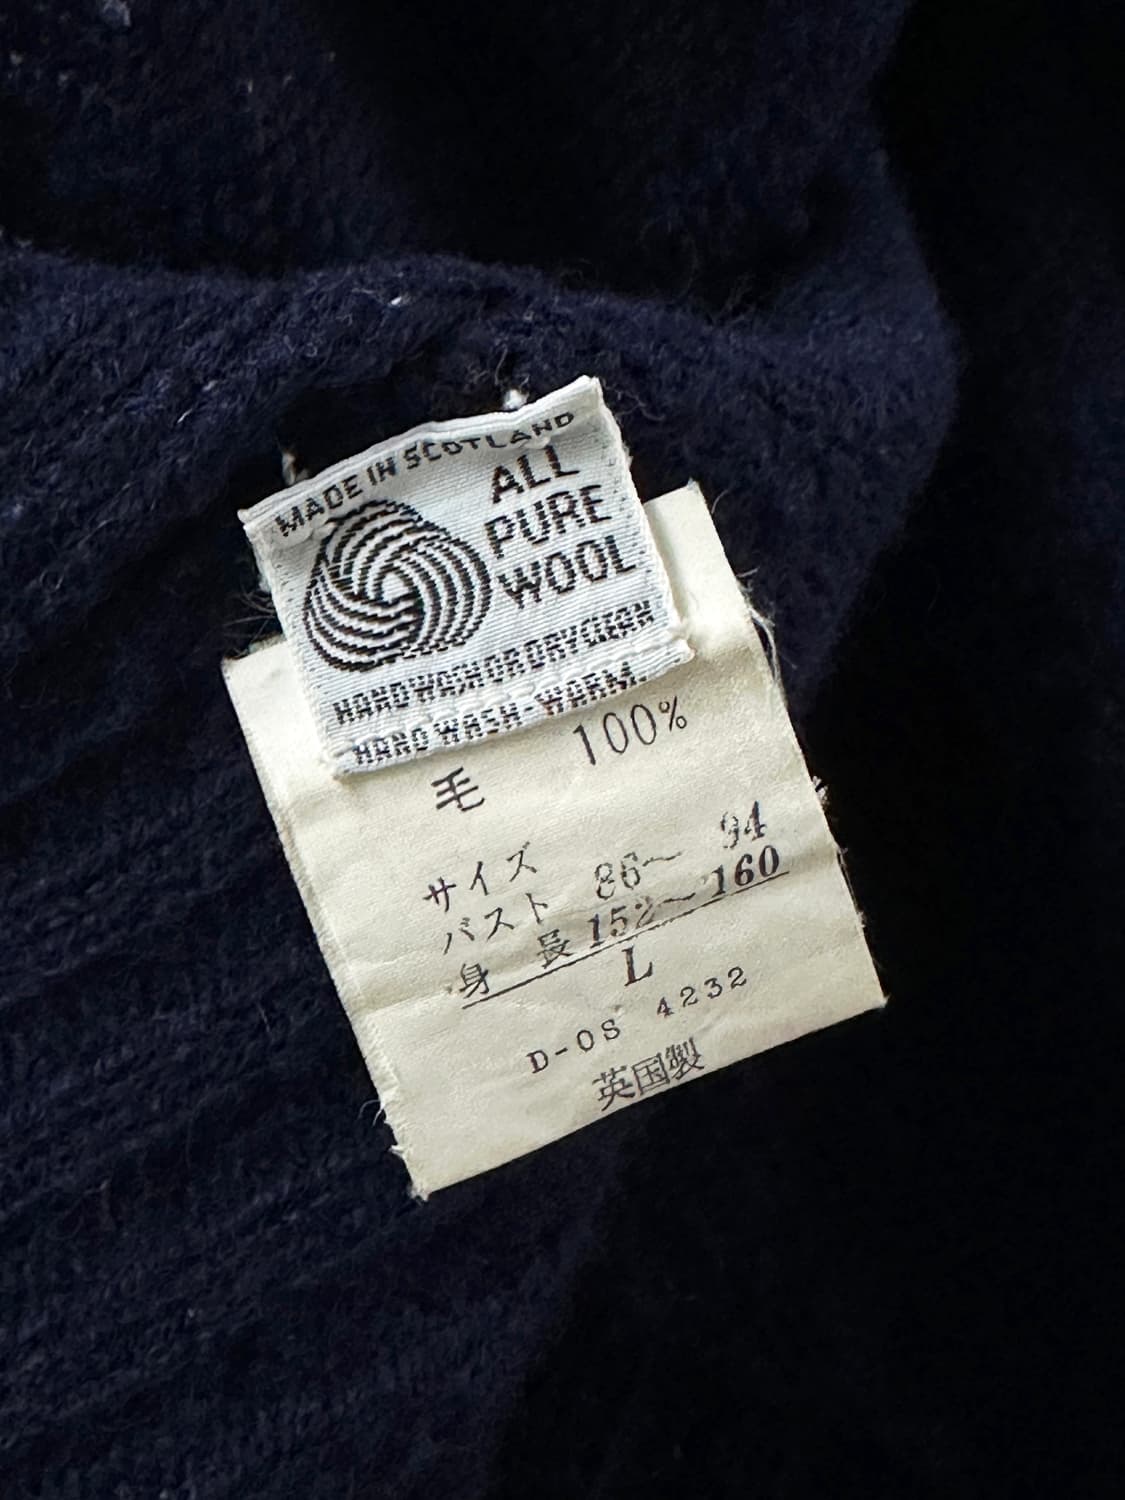 MADE IN SCOTLAND
ALL
PURE
WOOL
HAND WASH OR DRY CLEAN
HAND WASH-WARM.
毛 100%
サイズ
バスト 86〜94
身長 152〜160
L
D-OS 4232
英国製